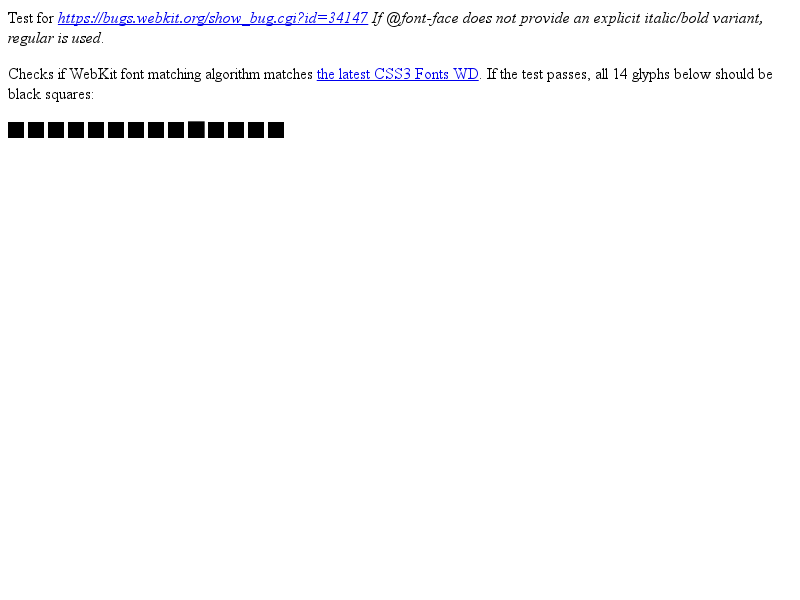 Test for https://bugs.webkit.org/show_bug.cgi?id=34147 If @font-face does not provide an explicit italic/bold variant,
regular is used.
Checks if WebKit font matching algorithm matches the latest CSS3 Fonts WD. If the test passes, all 14 glyphs below should be
black squares: